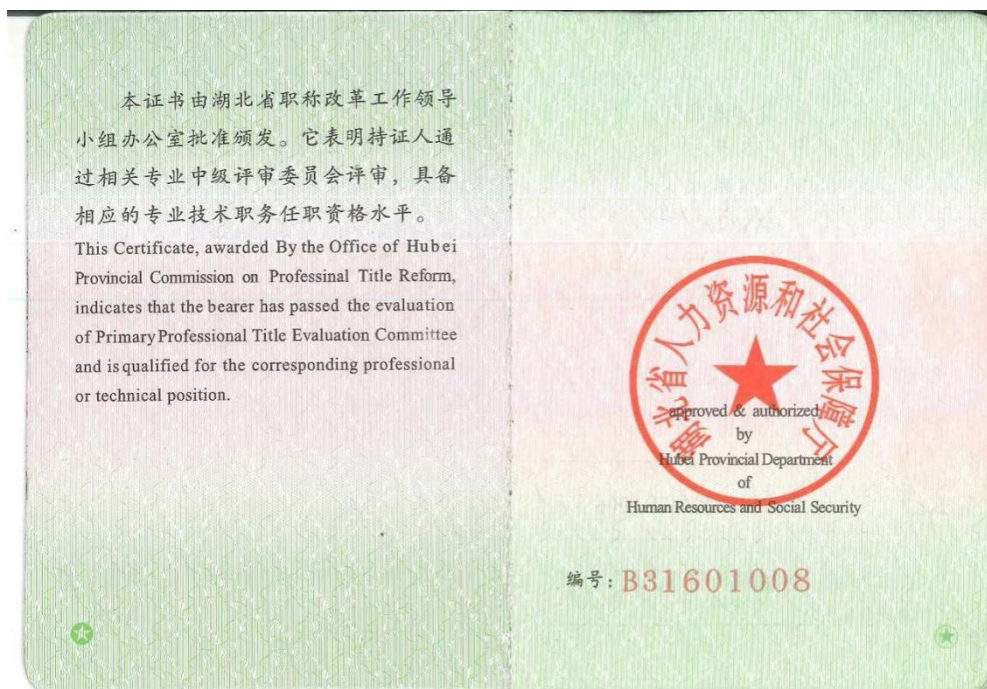 本证书由湖北省职称改革工作领导
小组办公室批准颁发。它表明持证人通
过相关专业中级评审委员会评审，具备
相应的专业技术职务任职资格水平。
This Certificate, awarded By the Office of Hubei
Provincial Commission on Professinal Title Reform,
indicates that the bearer has passed the evaluation
of Primary Professional Title Evaluation Committee
and is qualified for the corresponding professional
or technical position.
湖北省人力资源和社会保障厅
approved & authorized
by
Hubei Provincial Department
of
Human Resources and Social Security
编号：B31601008